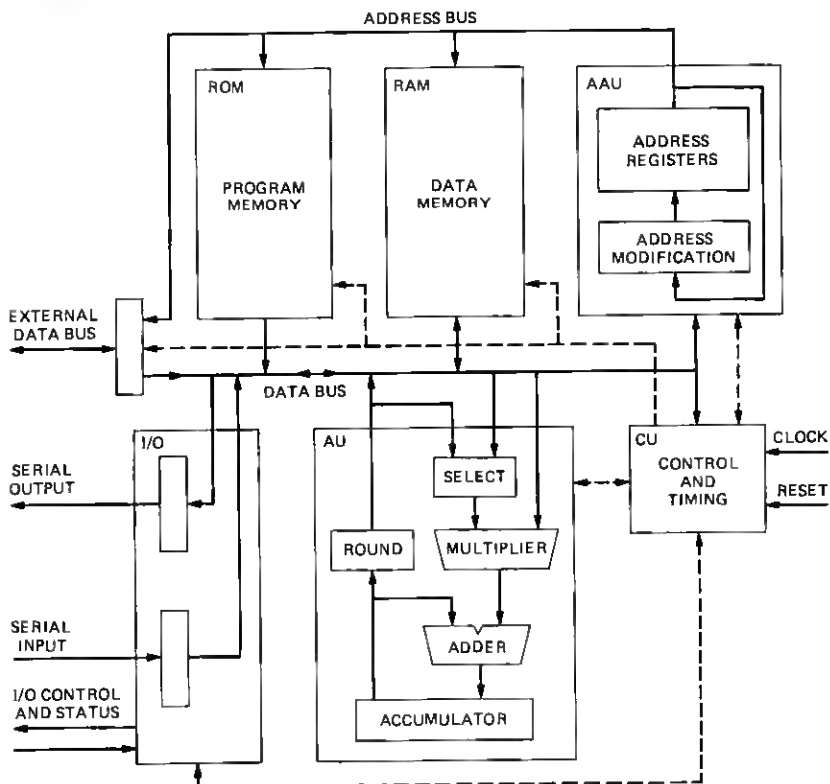 ADDRESS BUS
ROM
PROGRAM
MEMORY
RAM
DATA
MEMORY
AAU
ADDRESS
REGISTERS
ADDRESS
MODIFICATION
EXTERNAL
DATA BUS
DATA BUS
I/O
SERIAL
OUTPUT
SERIAL
INPUT
I/O CONTROL
AND STATUS
AU
SELECT
ROUND
MULTIPLIER
ADDER
ACCUMULATOR
CU
CONTROL
AND
TIMING
CLOCK
RESET